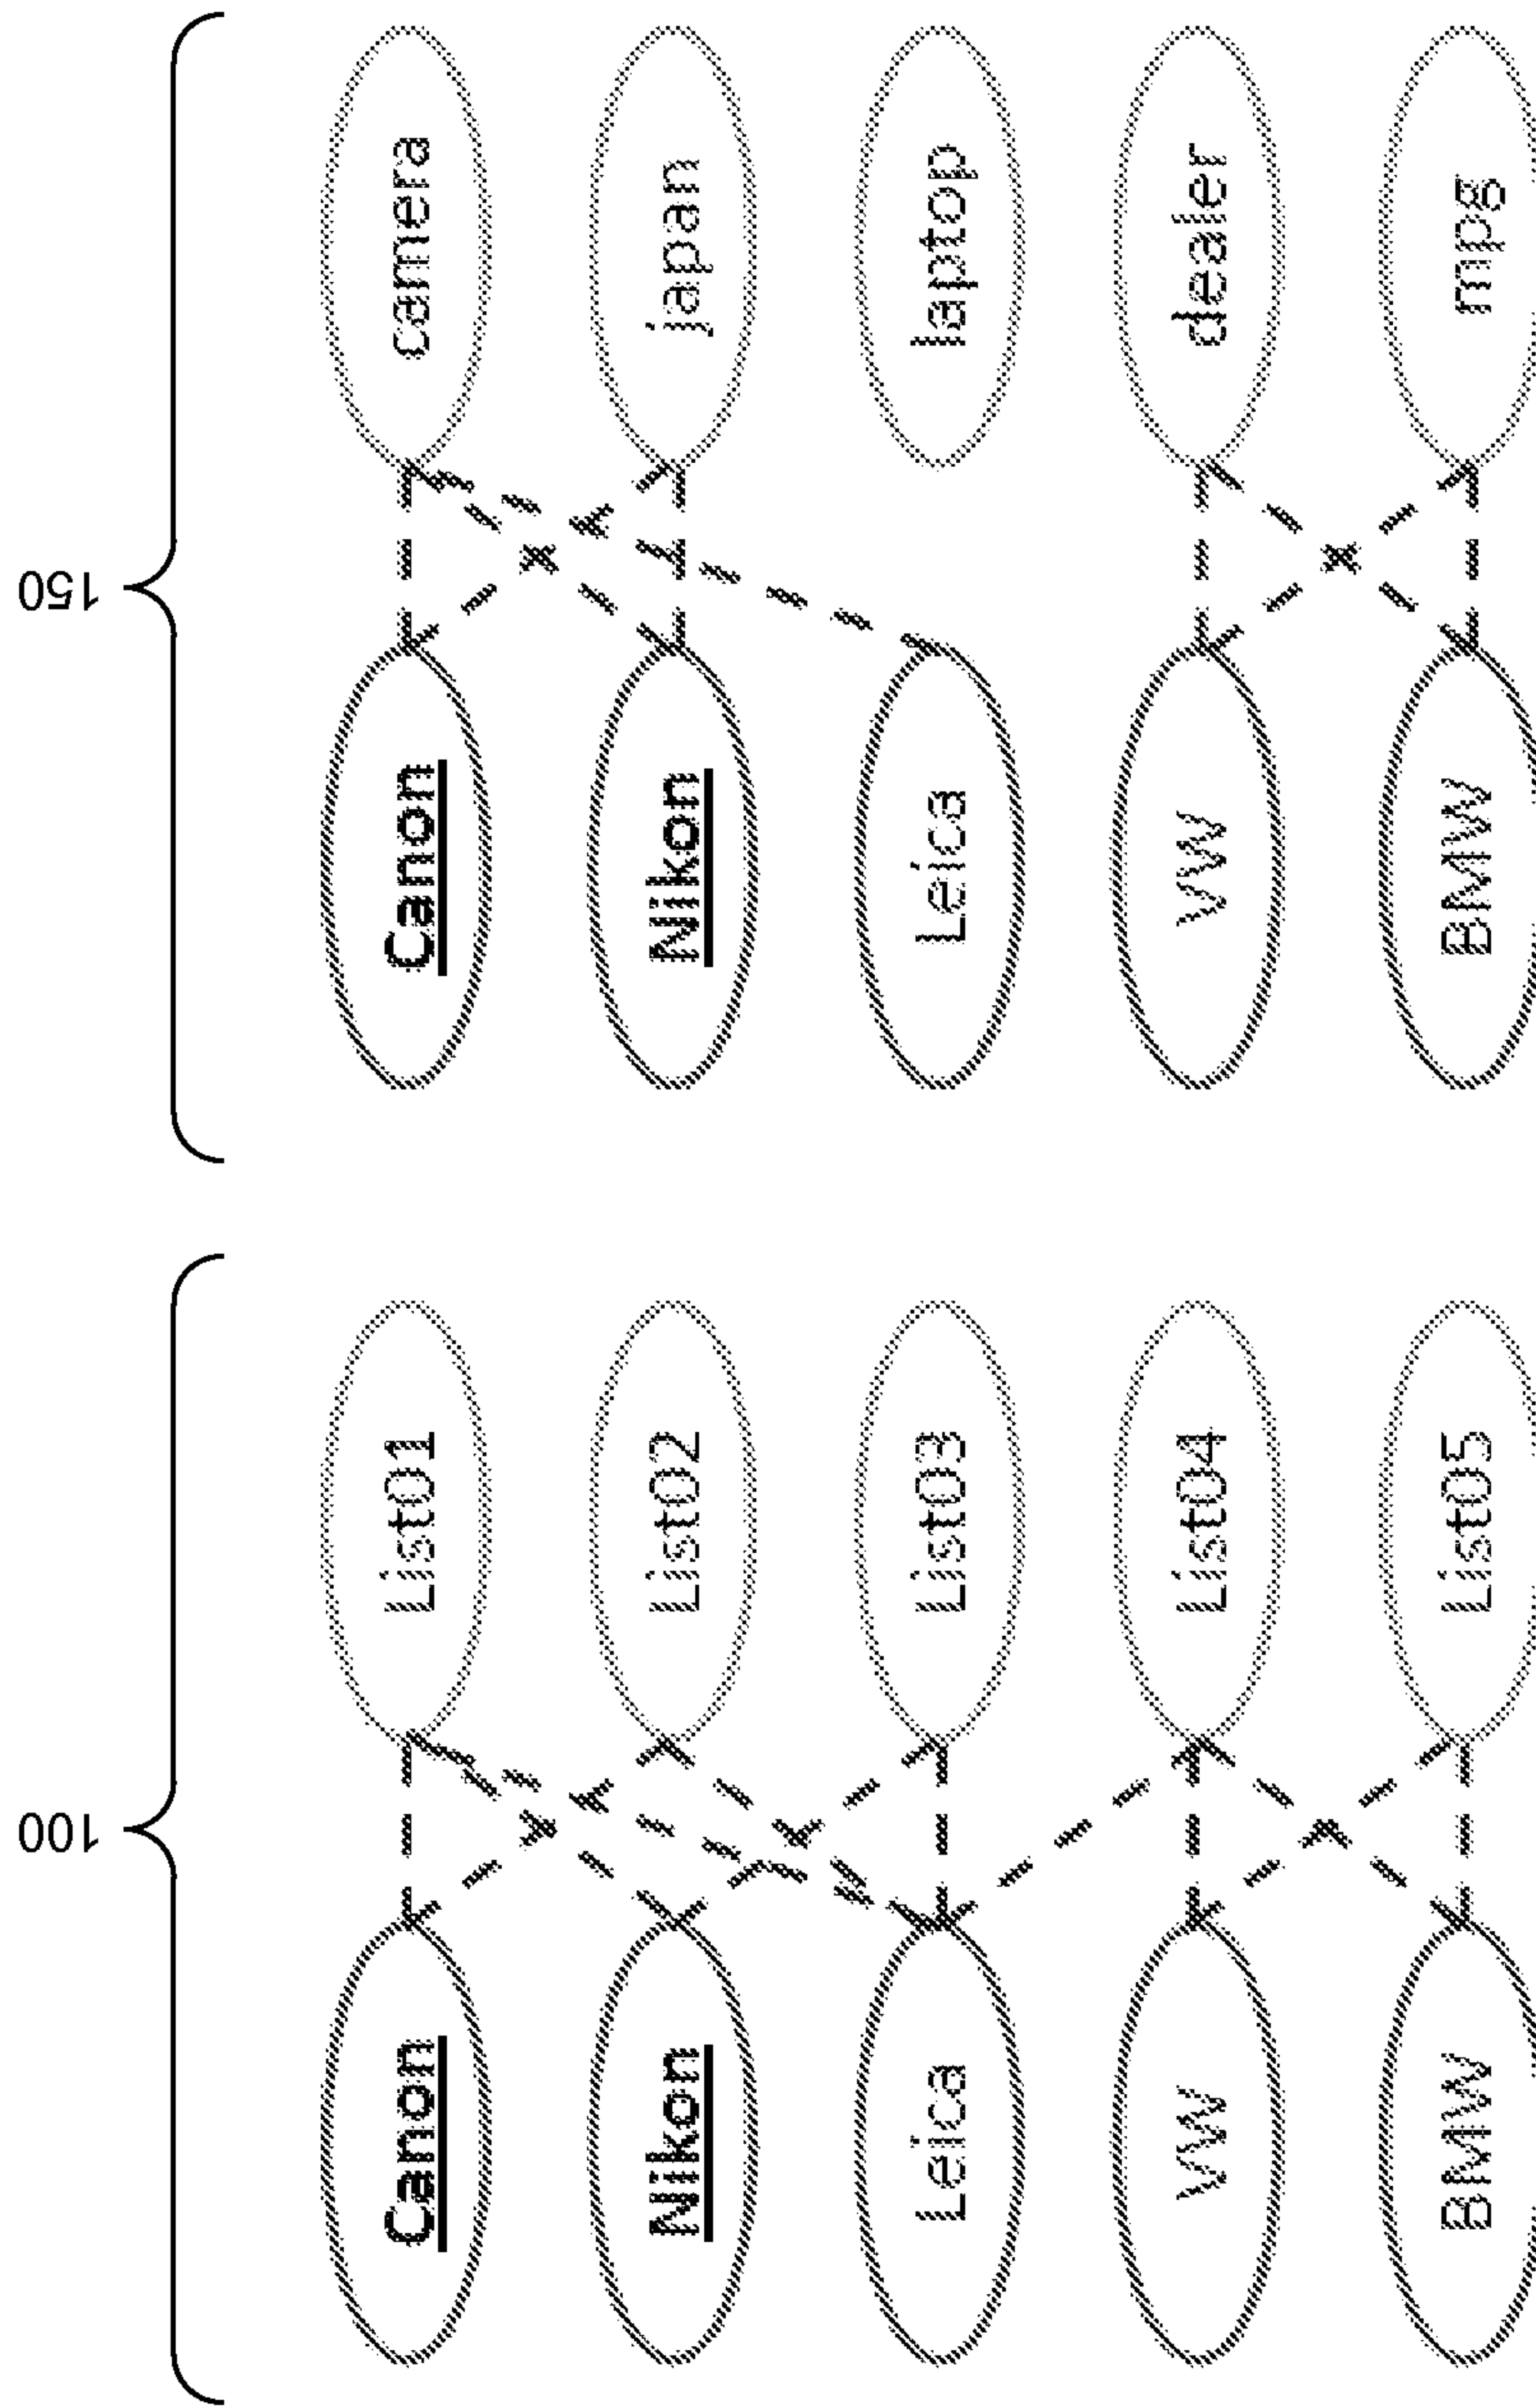 100
150
Canon
List01
Canon
camera
Nikon
List02
Nikon
japan
Leica
List03
Leica
laptop
VW
List04
VW
dealer
BMW
List05
BMW
mpg